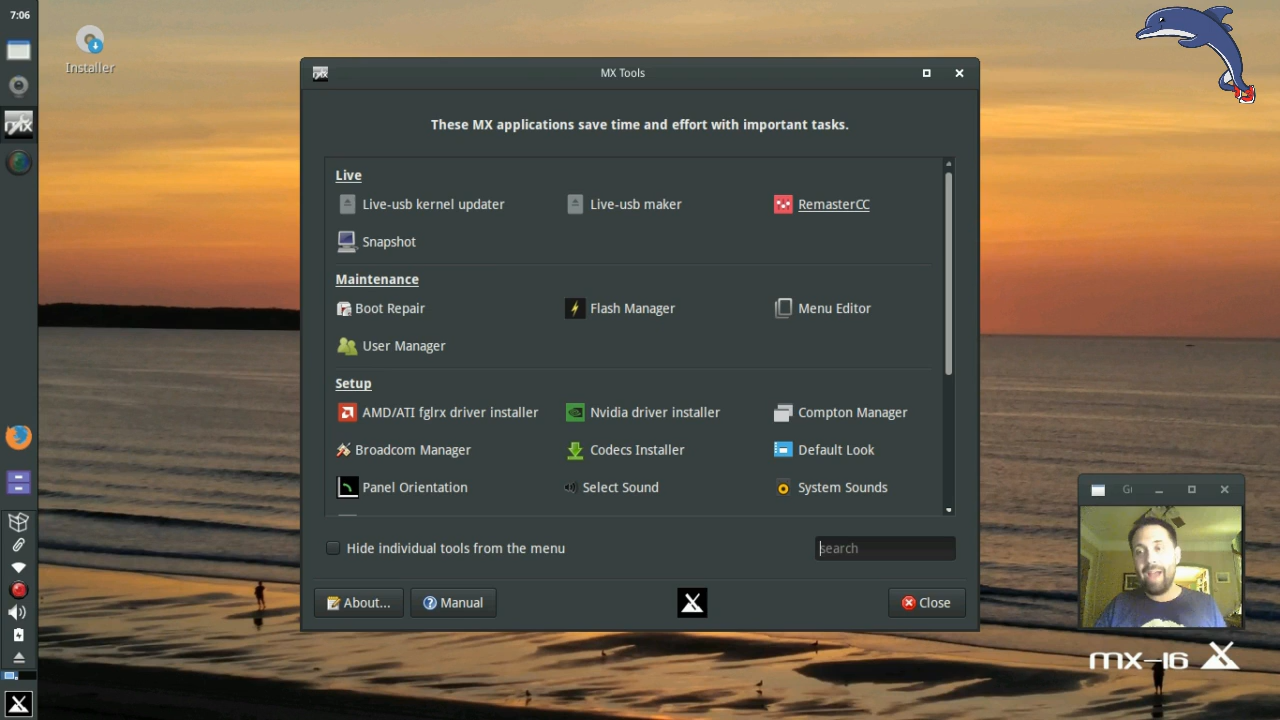 7:06
Installer
MX Tools
These MX applications save time and effort with important tasks.
Live
Live-usb kernel updater Live-usb maker RemasterCC
Snapshot
Maintenance
Boot Repair Flash Manager Menu Editor
User Manager
Setup
AMD/ATI fglrx driver installer Nvidia driver installer Compton Manager
Broadcom Manager Codecs Installer Default Look
Panel Orientation Select Sound System Sounds
Hide individual tools from the menu search
About... Manual Close
mx-16